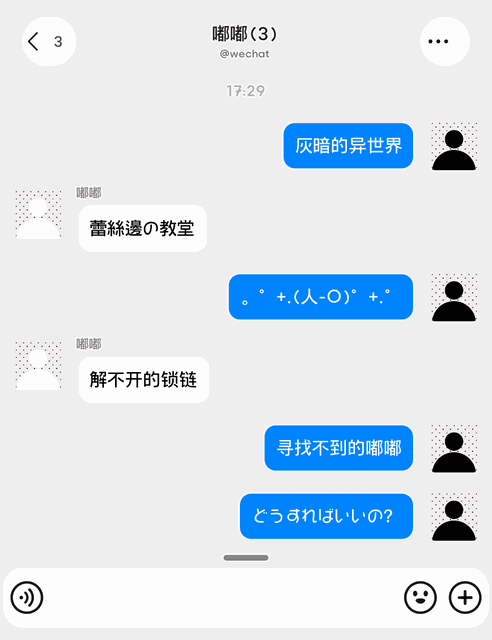 3
嘟嘟(3)
@wechat
17:29
灰暗的异世界
嘟嘟
蕾絲邊の教堂
。゜+.(人-O)゜+.゜
嘟嘟
解不开的锁链
寻找不到的嘟嘟
どうすればいいの?